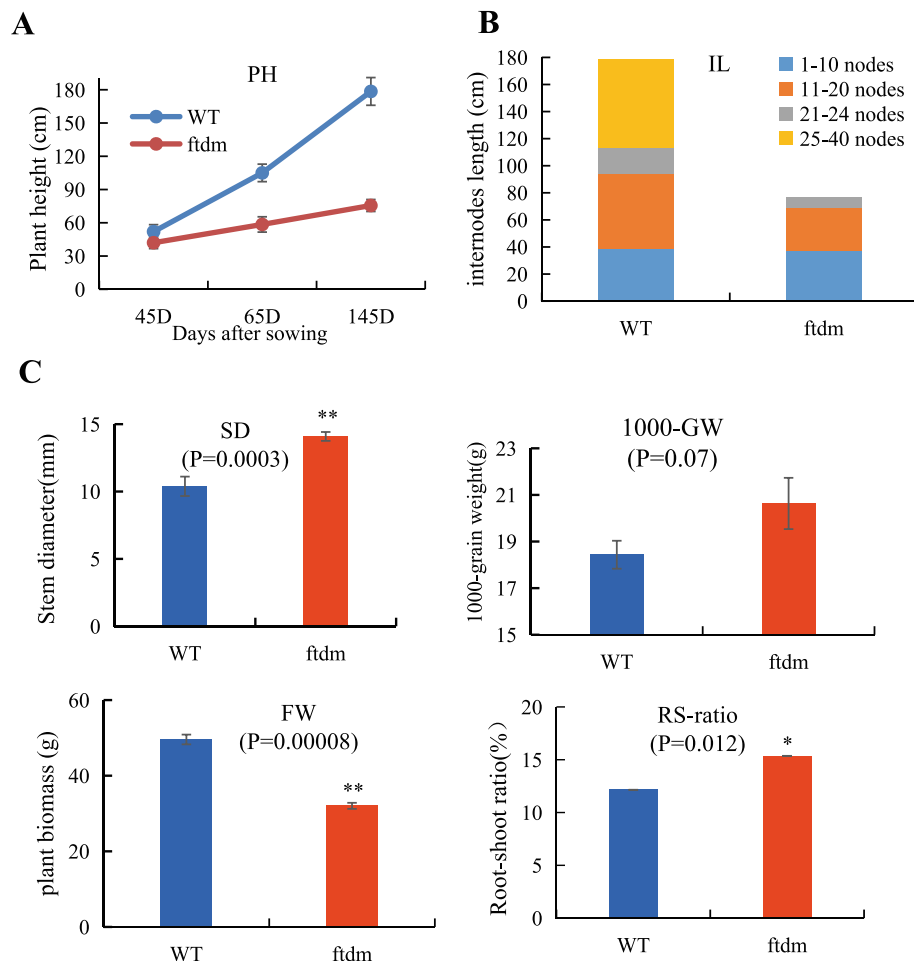 A
PH
Plant height (cm)
180
150
120
90
60
30
0
WT
ftdm
45D
65D
145D
Days after sowing
B
IL
internodes length (cm)
180
160
140
120
100
80
60
40
20
0
1-10 nodes
11-20 nodes
21-24 nodes
25-40 nodes
WT
ftdm
C
SD
(P=0.0003)
**
Stem diameter(mm)
15
10
5
0
WT
ftdm
1000-GW
(P=0.07)
1000-grain weight(g)
23
21
19
18
15
WT
ftdm
FW
(P=0.00008)
**
plant biomass (g)
60
40
20
0
WT
ftdm
RS-ratio
(P=0.012)
*
Root-shoot ratio(%)
20
15
10
5
0
WT
ftdm